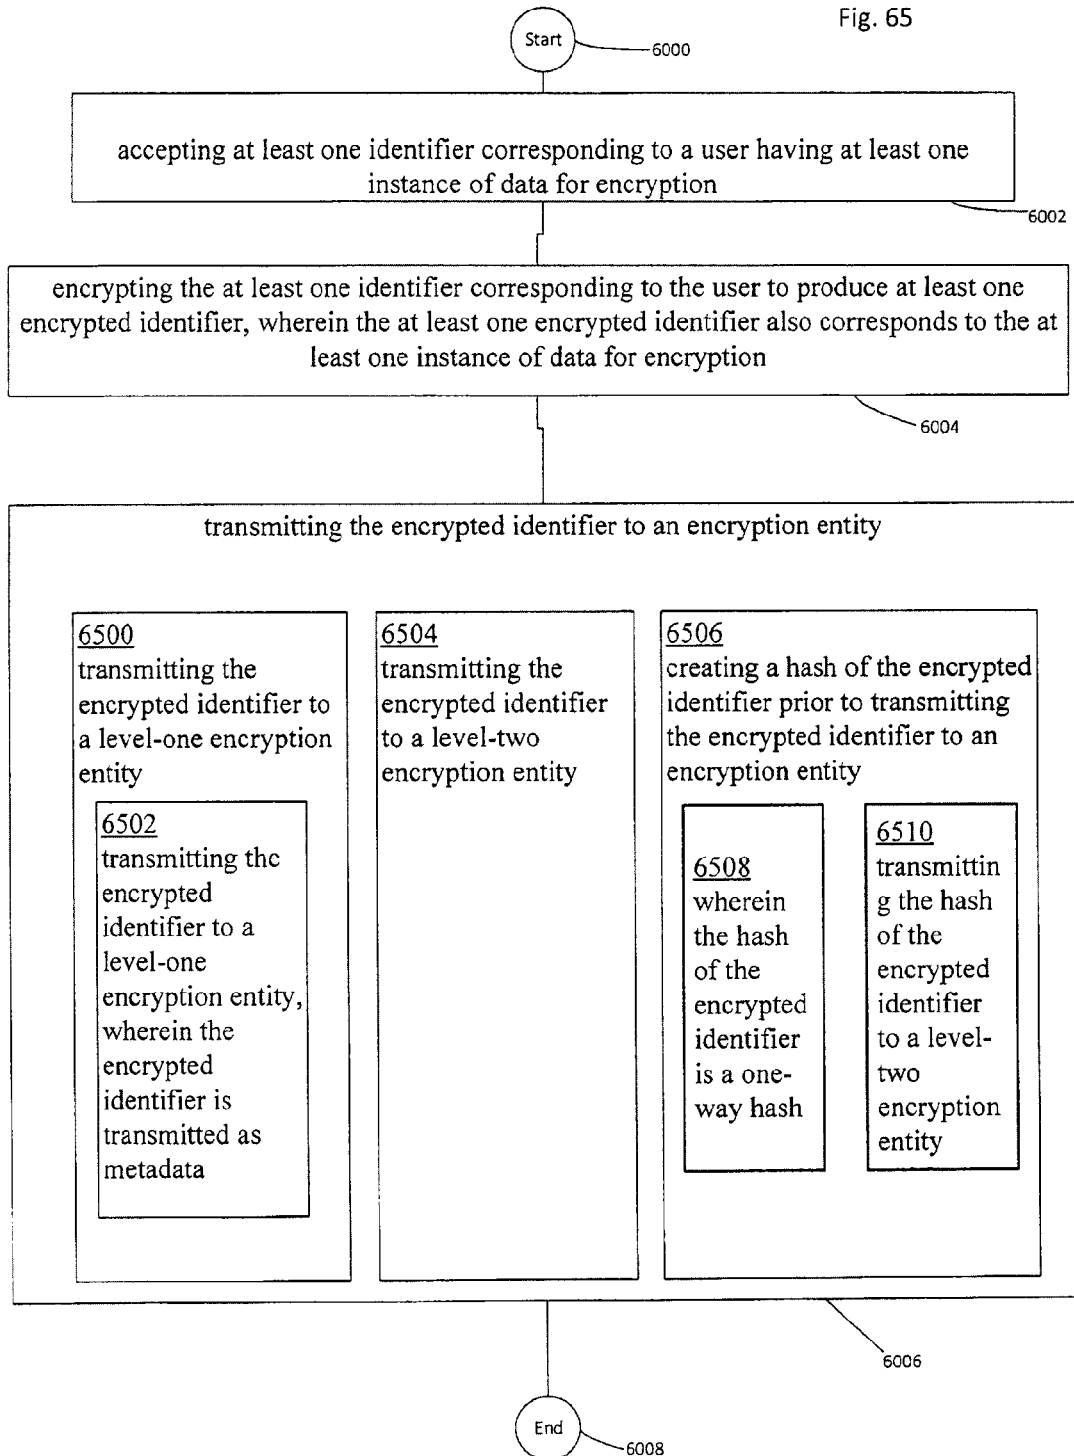 Fig. 65
Start
6000
accepting at least one identifier corresponding to a user having at least one
instance of data for encryption
6002
encrypting the at least one identifier corresponding to the user to produce at least one
encrypted identifier, wherein the at least one encrypted identifier also corresponds to the at
least one instance of data for encryption
6004
transmitting the encrypted identifier to an encryption entity
6500
transmitting the
encrypted identifier to
a level-one encryption
entity
6502
transmitting the
encrypted
identifier to a
level-one
encryption entity,
wherein the
encrypted
identifier is
transmitted as
metadata
6504
transmitting the
encrypted identifier
to a level-two
encryption entity
6506
creating a hash of the encrypted
identifier prior to transmitting
the encrypted identifier to an
encryption entity
6508
wherein
the hash
of the
encrypted
identifier
is a one-
way hash
6510
transmittin
g the hash
of the
encrypted
identifier
to a level-
two
encryption
entity
6006
End
6008